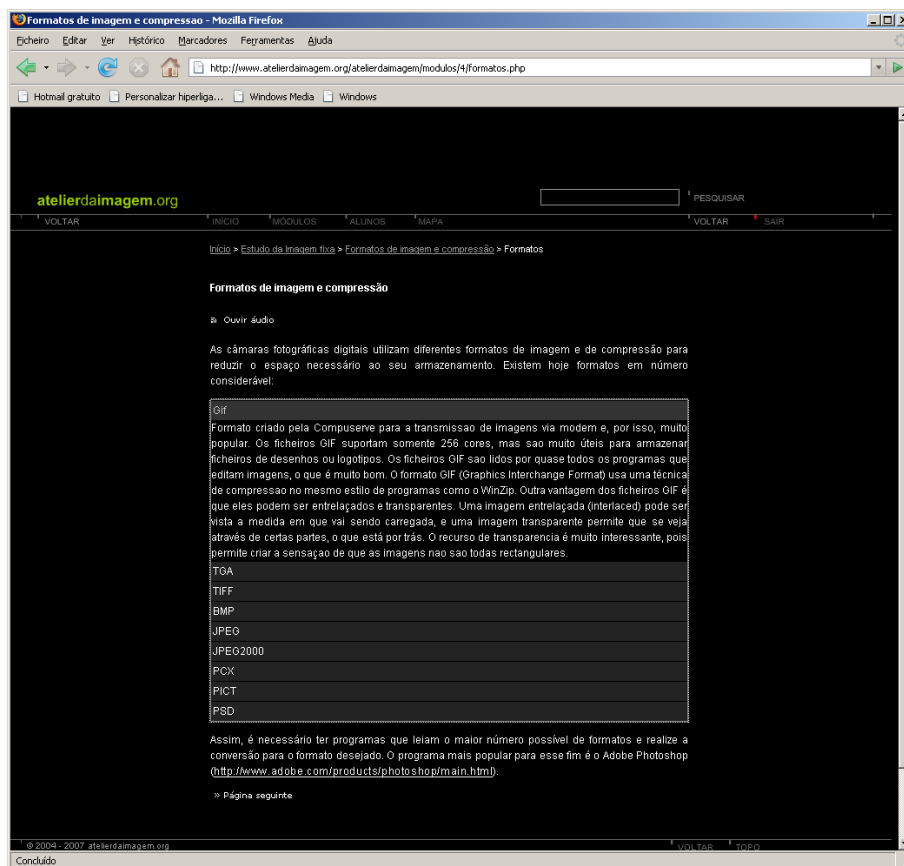 Formatos de imagem e compressao - Mozilla Firefox
Ficheiro Editar Ver Histórico Marcadores Ferramentas Ajuda
http://www.atelierdaimagem.org/atelierdaimagem/modulos/4/formatos.php
Hotmail gratuito Personalizar hiperliga... Windows Media Windows
atelierdaimagem.org PESQUISAR
VOLTAR INÍCIO MÓDULOS ALUNOS MAPA VOLTAR SAIR
Início > Estudo da Imagem fixa > Formatos de imagem e compressão > Formatos
Formatos de imagem e compressão
Ouvir áudio
As câmaras fotográficas digitais utilizam diferentes formatos de imagem e de compressão para
reduzir o espaço necessário ao seu armazenamento. Existem hoje formatos em número
considerável:
Gif
Formato criado pela Compuserve para a transmissao de imagens via modem e, por isso, muito
popular. Os ficheiros GIF suportam somente 256 cores, mas sao muito úteis para armazenar
ficheiros de desenhos ou logotipos. Os ficheiros GIF sao lidos por quase todos os programas que
editam imagens, o que é muito bom. O formato GIF (Graphics Interchange Format) usa uma técnica
de compressao no mesmo estilo de programas como o WinZip. Outra vantagem dos ficheiros GIF é
que eles podem ser entrelaçados e transparentes. Uma imagem entrelaçada (interlaced) pode ser
vista a medida em que vai sendo carregada, e uma imagem transparente permite que se veja
através de certas partes, o que está por trás. O recurso de transparencia é muito interessante, pois
permite criar a sensaçao de que as imagens nao sao todas rectangulares.
TGA
TIFF
BMP
JPEG
JPEG2000
PCX
PICT
PSD
Assim, é necessário ter programas que leiam o maior número possível de formatos e realize a
conversão para o formato desejado. O programa mais popular para esse fim é o Adobe Photoshop
(http://www.adobe.com/products/photoshop/main.html).
» Página seguinte
© 2004 - 2007 atelierdaimagem.org VOLTAR TOPO
Concluído